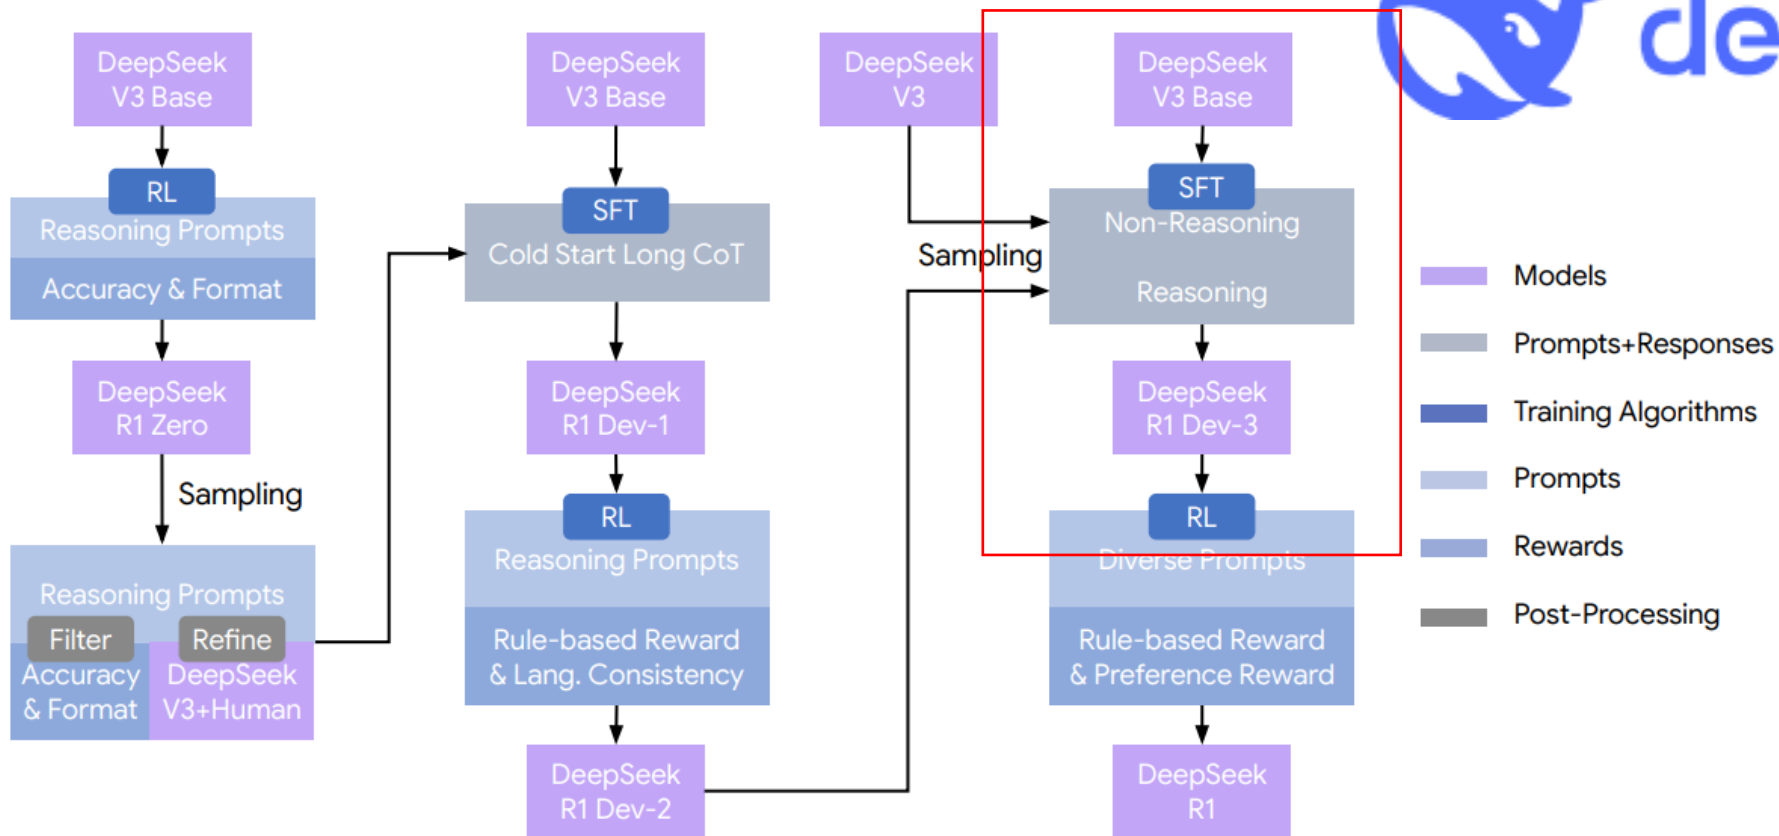 DeepSeek
V3 Base
RL
Reasoning Prompts
Accuracy & Format
DeepSeek
R1 Zero
Sampling
Reasoning Prompts
Filter
Refine
Accuracy
& Format
DeepSeek
V3+Human
DeepSeek
V3 Base
SFT
Cold Start Long CoT
DeepSeek
R1 Dev-1
RL
Reasoning Prompts
Rule-based Reward
& Lang. Consistency
DeepSeek
R1 Dev-2
DeepSeek
V3
Sampling
DeepSeek
V3 Base
SFT
Non-Reasoning
Reasoning
DeepSeek
R1 Dev-3
RL
Diverse Prompts
Rule-based Reward
& Preference Reward
DeepSeek
R1
de
Models
Prompts+Responses
Training Algorithms
Prompts
Rewards
Post-Processing